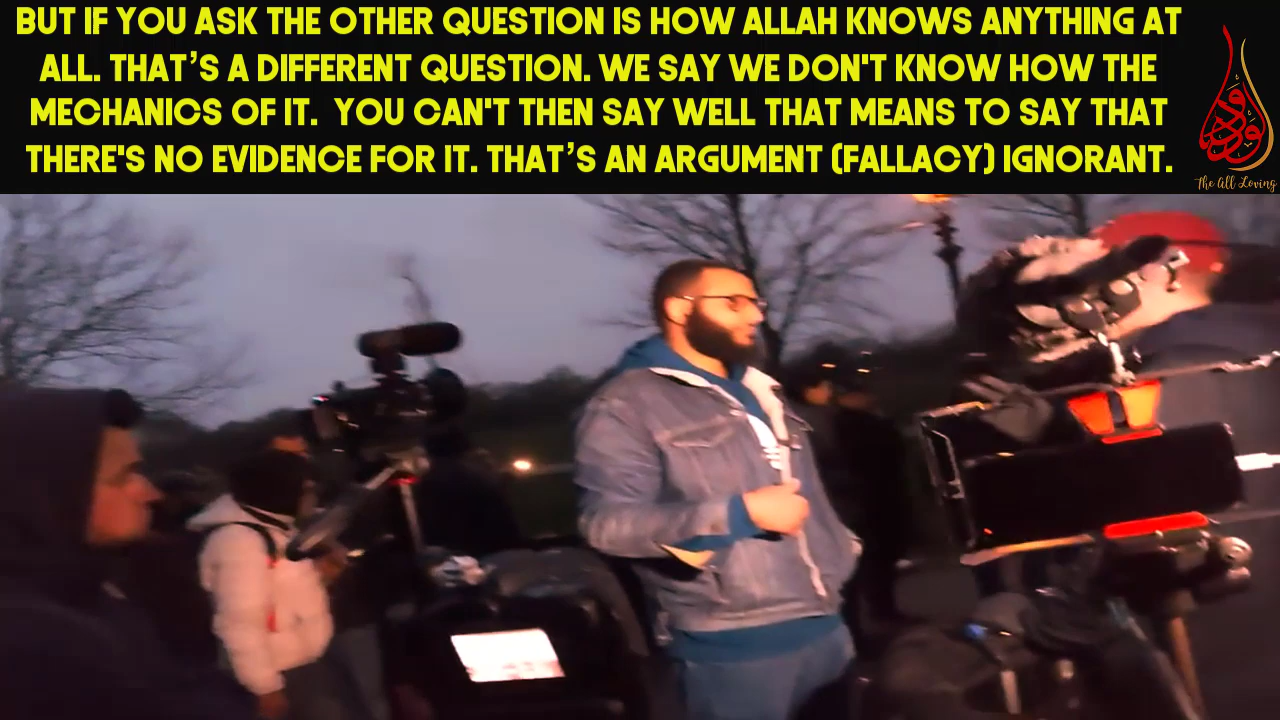 BUT IF YOU ASK THE OTHER QUESTION IS HOW ALLAH KNOWS ANYTHING AT
ALL. THAT’S A DIFFERENT QUESTION. WE SAY WE DON'T KNOW HOW THE
MECHANICS OF IT. YOU CAN'T THEN SAY WELL THAT MEANS TO SAY THAT
THERE'S NO EVIDENCE FOR IT. THAT’S AN ARGUMENT (FALLACY) IGNORANT.
The All Loving